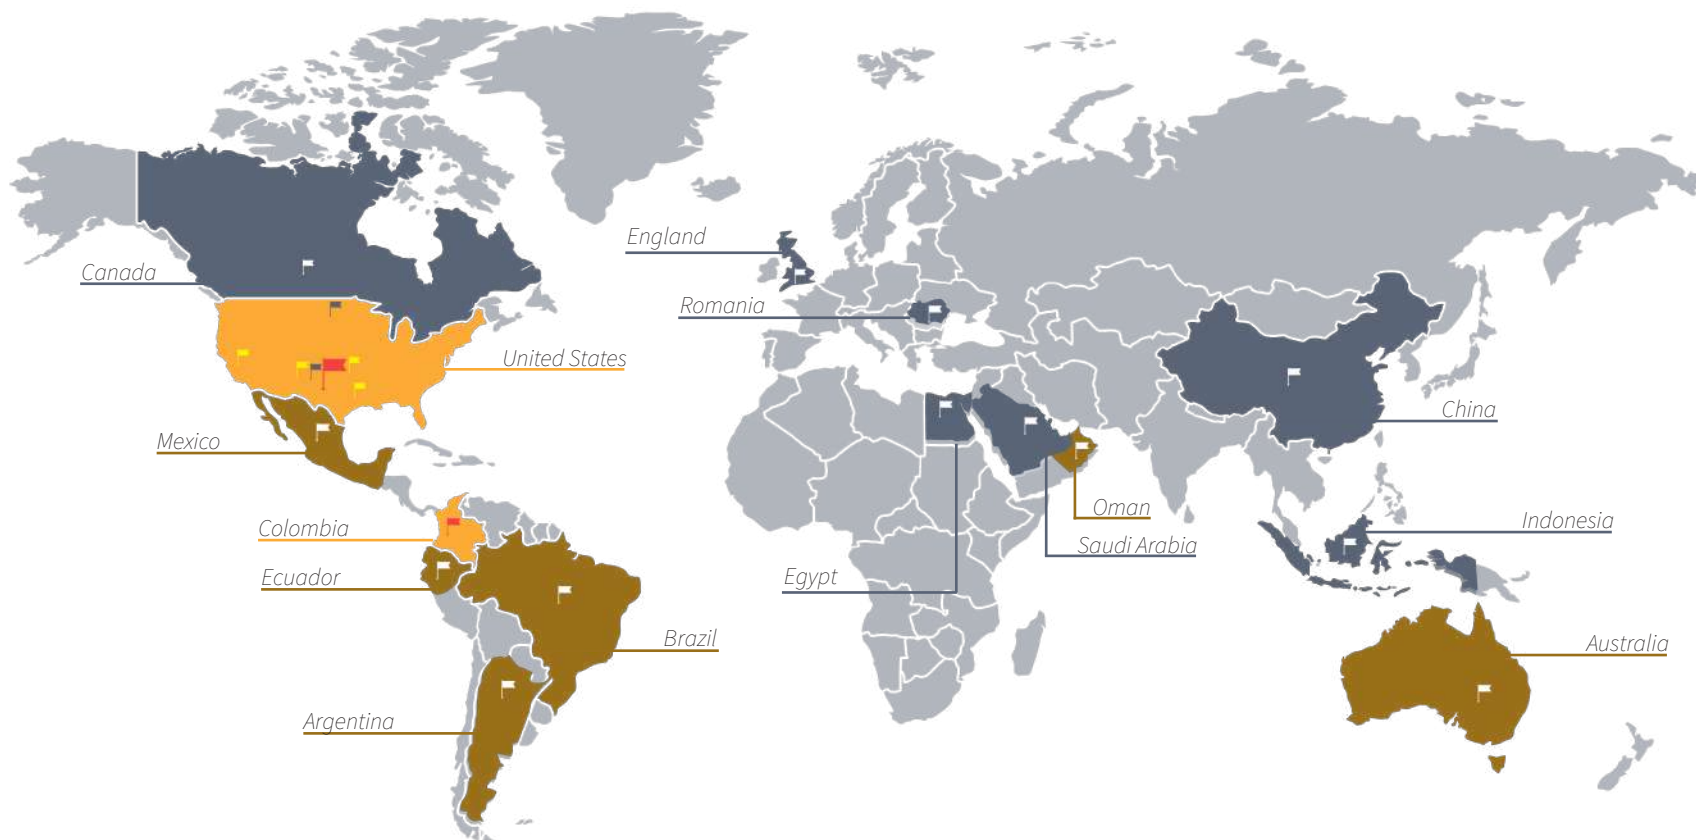 England
Canada
Romania
United States
China
Mexico
Oman
Colombia
Indonesia
Saudi Arabia
Ecuador
Egypt
Brazil
Australia
Argentina